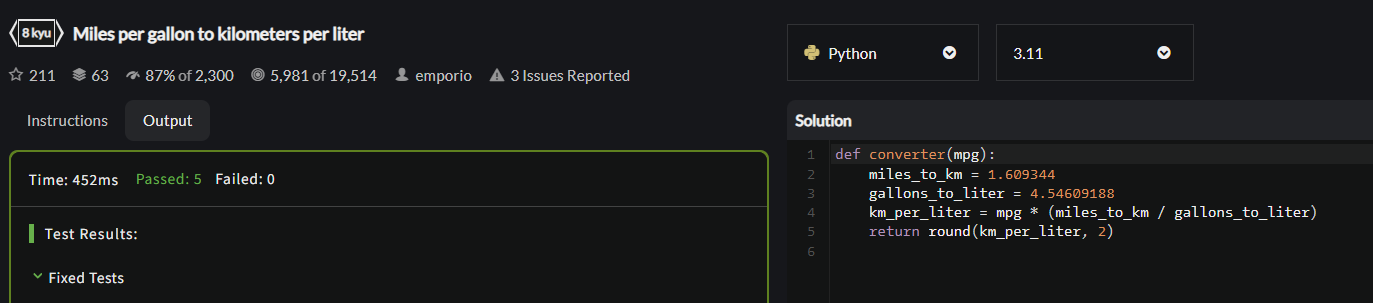 8 kyu Miles per gallon to kilometers per liter
211 63 87% of 2,300 5,981 of 19,514 emporio 3 Issues Reported
Instructions Output
Time: 452ms Passed: 5 Failed: 0
Test Results:
Fixed Tests
Python 3.11
Solution
1 def converter(mpg):
2 miles_to_km = 1.609344
3 gallons_to_liter = 4.54609188
4 km_per_liter = mpg * (miles_to_km / gallons_to_liter)
5 return round(km_per_liter, 2)
6